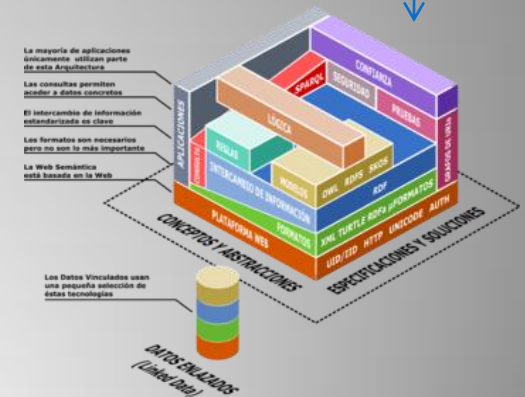 La mayoría de aplicaciones
únicamente utilizan parte
de esta Arquitectura
Las consultas permiten
aceder a datos concretos
El intercambio de información
estandarizada es clave
Los formatos son necesarios
pero no son lo más importante
La Web Semántica
está basada en la Web
APLICACIONES
CONFIANZA
SPARQL
SEGURIDAD
PRUEBAS
LÓGICA
REGLAS
CONSULTAS
MODELOS
OWL RDFS SKOS
INTERCAMBIO DE INFORMACIÓN
RDF
GRAFOS DE URIs
FORMATOS
XML TURTLE RDFa µFORMATOS
PLATAFORMA WEB
UID/IID HTTP UNICODE AUTH
CONCEPTOS Y ABSTRACCIONES
ESPECIFICACIONES Y SOLUCIONES
Los Datos Vinculados usan
una pequeña selección de
éstas tecnologías
DATOS ENLAZADOS
(Linked Data)